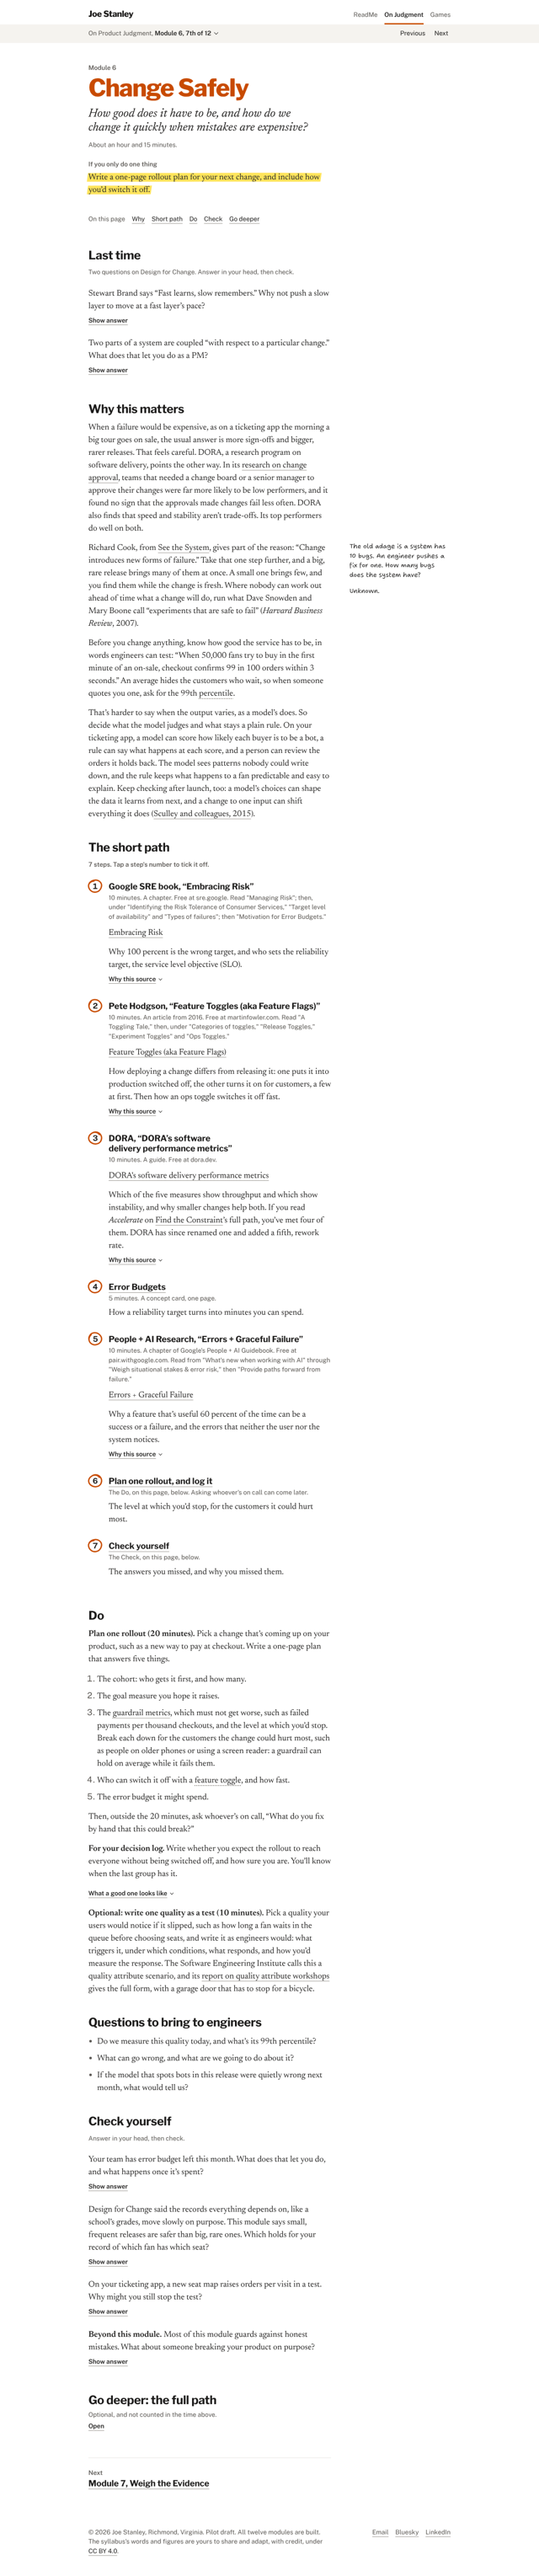 Joe Stanley
ReadMe On Judgment Games
On Product Judgment, Module 6, 7th of 12
Previous Next
Module 6
Change Safely
How good does it have to be, and how do we
change it quickly when mistakes are expensive?
About an hour and 15 minutes.
If you only do one thing
Write a one-page rollout plan for your next change, and include how
you'd switch it off.
On this page Why Short path Do Check Go deeper
Last time
Two questions on Design for Change. Answer in your head, then check.
Stewart Brand says “Fast learns, slow remembers.” Why not push a slow
layer to move at a fast layer's pace?
Show answer
Two parts of a system are coupled “with respect to a particular change.”
What does that let you do as a PM?
Show answer
Why this matters
When a failure would be expensive, as on a ticketing app the morning a
big tour goes on sale, the usual answer is more sign-offs and bigger,
rarer releases. That feels careful. DORA, a research program on
software delivery, points the other way. In its research on change
approval, teams that needed a change board or a senior manager to
approve their changes were far more likely to be low performers, and it
found no sign that the approvals made changes fail less often. DORA
also finds that speed and stability aren't trade-offs. Its top performers
do well on both.
Richard Cook, from See the System, gives part of the reason: “Change
introduces new forms of failure.” Take that one step further, and a big,
rare release brings many of them at once. A small one brings few, and
you find them while the change is fresh. Where nobody can work out
ahead of time what a change will do, run what Dave Snowden and
Mary Boone call “experiments that are safe to fail” (Harvard Business
Review, 2007).
The old adage is a system has
10 bugs. An engineer pushes a
fix for one. How many bugs
does the system have?
Unknown.
Before you change anything, know how good the service has to be, in
words engineers can test: “When 50,000 fans try to buy in the first
minute of an on-sale, checkout confirms 99 in 100 orders within 3
seconds.” An average hides the customers who wait, so when someone
quotes you one, ask for the 99th percentile.
That's harder to say when the output varies, as a model's does. So
decide what the model judges and what stays a plain rule. On your
ticketing app, a model can score how likely each buyer is to be a bot, a
rule can say what happens at each score, and a person can review the
orders it holds back. The model sees patterns nobody could write
down, and the rule keeps what happens to a fan predictable and easy to
explain. Keep checking after launch, too: a model's choices can shape
the data it learns from next, and a change to one input can shift
everything it does (Sculley and colleagues, 2015).
The short path
7 steps. Tap a step's number to tick it off.
1 Google SRE book, “Embracing Risk”
10 minutes. A chapter. Free at sre.google. Read "Managing Risk"; then,
under "Identifying the Risk Tolerance of Consumer Services," "Target level
of availability" and "Types of failures"; then "Motivation for Error Budgets."
Embracing Risk
Why 100 percent is the wrong target, and who sets the reliability
target, the service level objective (SLO).
Why this source
2 Pete Hodgson, “Feature Toggles (aka Feature Flags)”
10 minutes. An article from 2016. Free at martinfowler.com. Read "A
Toggling Tale," then, under "Categories of toggles," "Release Toggles,"
"Experiment Toggles" and "Ops Toggles."
Feature Toggles (aka Feature Flags)
How deploying a change differs from releasing it: one puts it into
production switched off, the other turns it on for customers, a few
at first. Then how an ops toggle switches it off fast.
Why this source
3 DORA, “DORA's software
delivery performance metrics”
10 minutes. A guide. Free at dora.dev.
DORA's software delivery performance metrics
Which of the five measures show throughput and which show
instability, and why smaller changes help both. If you read
Accelerate on Find the Constraint's full path, you've met four of
them. DORA has since renamed one and added a fifth, rework
rate.
Why this source
4 Error Budgets
5 minutes. A concept card, one page.
How a reliability target turns into minutes you can spend.
5 People + AI Research, “Errors + Graceful Failure”
10 minutes. A chapter of Google's People + AI Guidebook. Free at
pair.withgoogle.com. Read from "What's new when working with AI" through
"Weigh situational stakes & error risk," then "Provide paths forward from
failure."
Errors + Graceful Failure
Why a feature that's useful 60 percent of the time can be a
success or a failure, and the errors that neither the user nor the
system notices.
Why this source
6 Plan one rollout, and log it
The Do, on this page, below. Asking whoever's on call can come later.
The level at which you'd stop, for the customers it could hurt
most.
7 Check yourself
The Check, on this page, below.
The answers you missed, and why you missed them.
Do
Plan one rollout (20 minutes). Pick a change that's coming up on your
product, such as a new way to pay at checkout. Write a one-page plan
that answers five things.
1. The cohort: who gets it first, and how many.
2. The goal measure you hope it raises.
3. The guardrail metrics, which must not get worse, such as failed
payments per thousand checkouts, and the level at which you'd stop.
Break each down for the customers the change could hurt most, such
as people on older phones or using a screen reader: a guardrail can
hold on average while it fails them.
4. Who can switch it off with a feature toggle, and how fast.
5. The error budget it might spend.
Then, outside the 20 minutes, ask whoever's on call, “What do you fix
by hand that this could break?”
For your decision log. Write whether you expect the rollout to reach
everyone without being switched off, and how sure you are. You'll know
when the last group has it.
What a good one looks like
Optional: write one quality as a test (10 minutes). Pick a quality your
users would notice if it slipped, such as how long a fan waits in the
queue before choosing seats, and write it as engineers would: what
triggers it, under which conditions, what responds, and how you'd
measure the response. The Software Engineering Institute calls this a
quality attribute scenario, and its report on quality attribute workshops
gives the full form, with a garage door that has to stop for a bicycle.
Questions to bring to engineers
• Do we measure this quality today, and what's its 99th percentile?
• What can go wrong, and what are we going to do about it?
• If the model that spots bots in this release were quietly wrong next
month, what would tell us?
Check yourself
Answer in your head, then check.
Your team has error budget left this month. What does that let you do,
and what happens once it's spent?
Show answer
Design for Change said the records everything depends on, like a
school's grades, move slowly on purpose. This module says small,
frequent releases are safer than big, rare ones. Which holds for your
record of which fan has which seat?
Show answer
On your ticketing app, a new seat map raises orders per visit in a test.
Why might you still stop the test?
Show answer
Beyond this module. Most of this module guards against honest
mistakes. What about someone breaking your product on purpose?
Show answer
Go deeper: the full path
Optional, and not counted in the time above.
Open
Next
Module 7, Weigh the Evidence
© 2026 Joe Stanley, Richmond, Virginia. Pilot draft. All twelve modules are built.
The syllabus's words and figures are yours to share and adapt, with credit, under
CC BY 4.0.
Email Bluesky LinkedIn